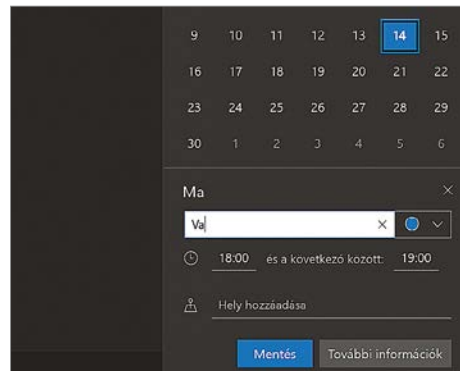 9 10 11 12 13 14 15
16 17 18 19 20 21 22
23 24 25 26 27 28 29
30 1 2 3 4 5 6
Ma
Va
18:00 és a következő között: 19:00
Hely hozzáadása
Mentés További információk